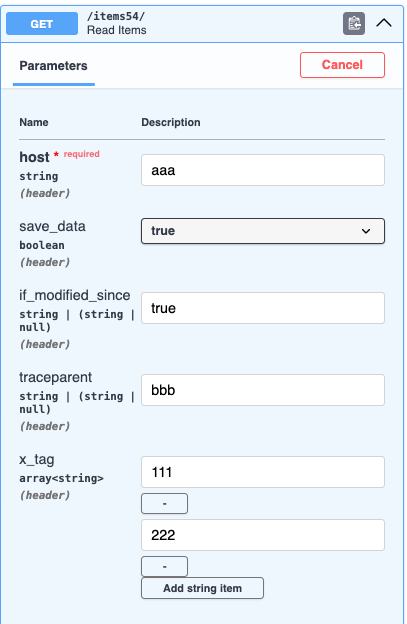 GET /items54/
Read Items
Parameters
Cancel
Name Description
host * required
string
(header)
aaa
save_data
boolean
(header)
true
if_modified_since
string | (string |
null)
(header)
true
traceparent
string | (string |
null)
(header)
bbb
x_tag
array<string>
(header)
111
-
222
-
Add string item